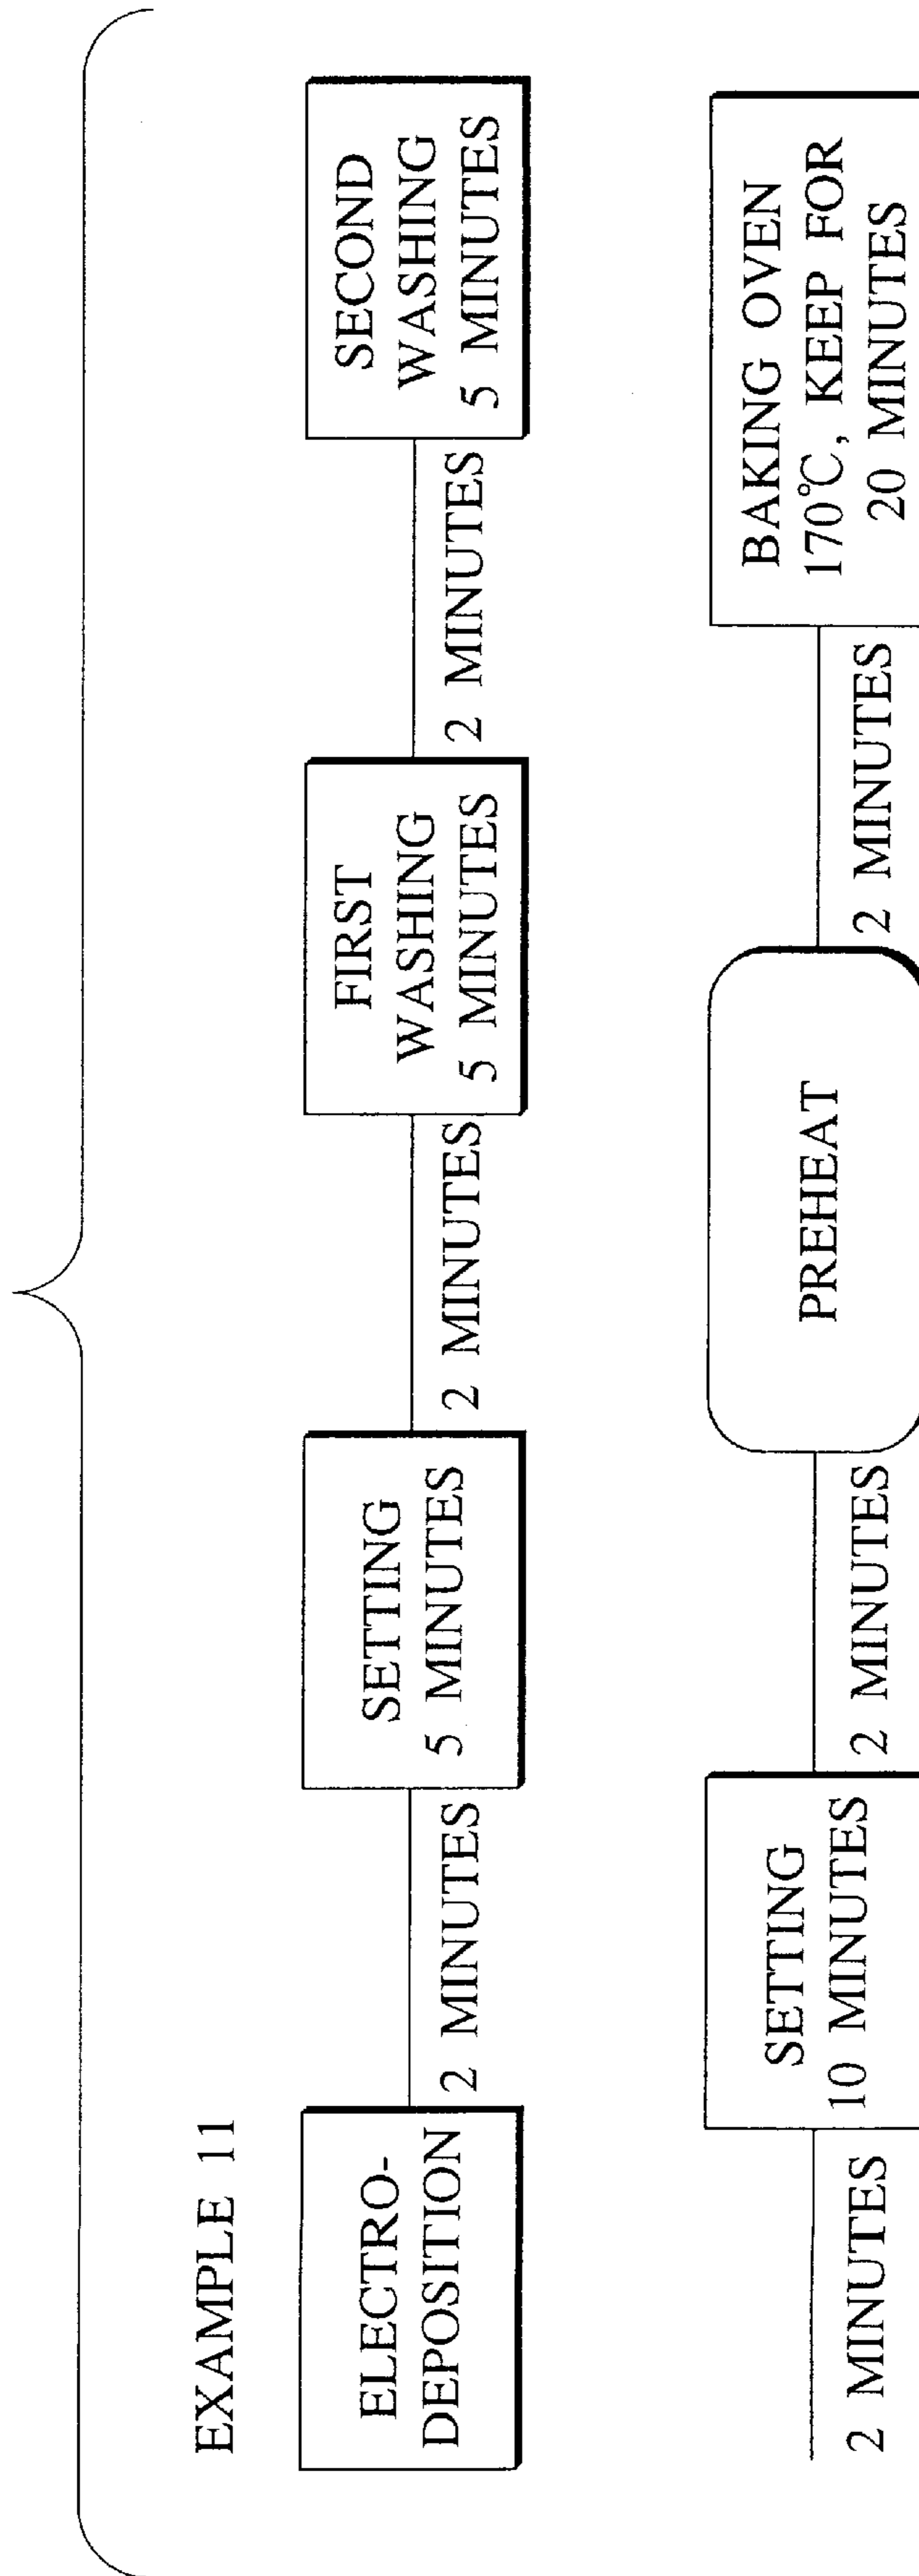 EXAMPLE 11
ELECTRO-
DEPOSITION
2 MINUTES
SETTING
5 MINUTES
2 MINUTES
FIRST
WASHING
5 MINUTES
2 MINUTES
SECOND
WASHING
5 MINUTES
2 MINUTES
SETTING
10 MINUTES
2 MINUTES
PREHEAT
2 MINUTES
BAKING OVEN
170℃, KEEP FOR
20 MINUTES